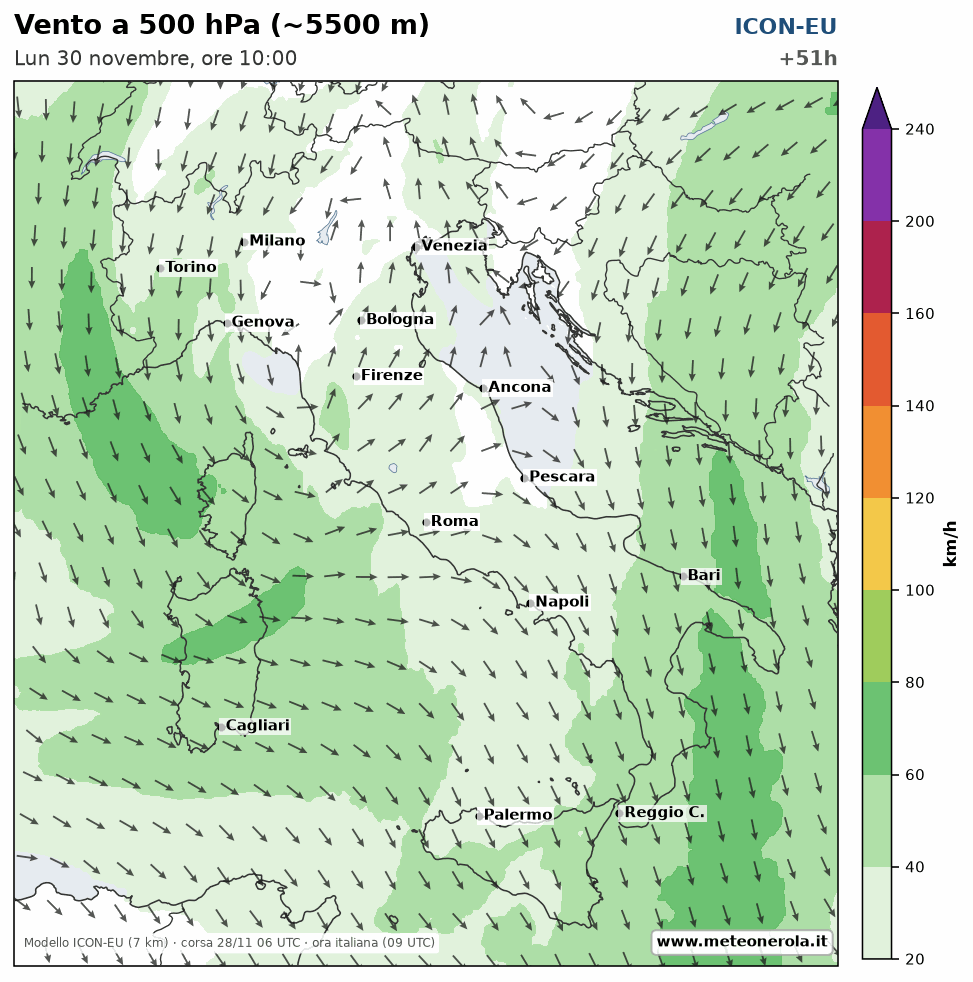 Vento a 500 hPa (~5500 m)
ICON-EU
Lun 30 novembre, ore 10:00
+51h
Milano
Venezia
Torino
Genova
Bologna
Firenze
Ancona
Pescara
Roma
Bari
Napoli
Cagliari
Palermo
Reggio C.
240
200
160
140
120
100
80
60
40
20
km/h
Modello ICON-EU (7 km) · corsa 28/11 06 UTC · ora italiana (09 UTC)
www.meteonerola.it